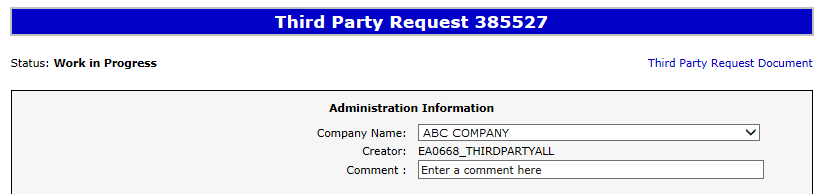 Third Party Request 385527
Status: Work in Progress Third Party Request Document
Administration Information
Company Name: ABC COMPANY
Creator: EA0668_THIRDPARTYALL
Comment : Enter a comment here